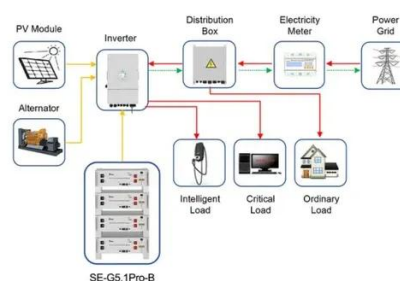 PV Module
Inverter
Distribution
Box
Electricity
Meter
Power
Grid
Alternator
Intelligent
Load
Critical
Load
Ordinary
Load
SE-G5.1Pro-B